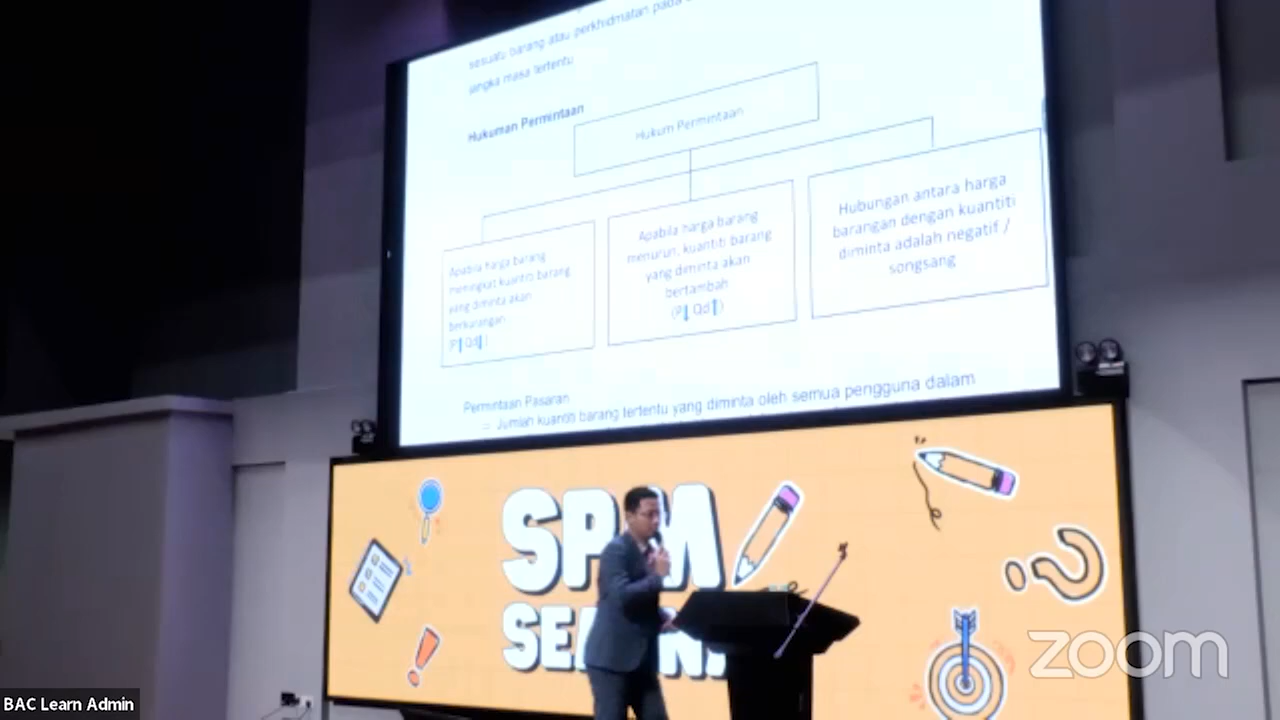 sesuatu barang atau perkhidmatan pada
jangka masa tertentu
Hukuman Permintaan
Hukum Permintaan
Apabila harga barang
meningkat kuantiti barang
yang diminta akan
berkurangan
(P⬆Qd⬇)
Apabila harga barang
menurun, kuantiti barang
yang diminta akan
bertambah
(P⬇ Qd⬆)
Hubungan antara harga
barangan dengan kuantiti
diminta adalah negatif /
songsang
Permintaan Pasaran
○ Jumlah kuantiti barang tertentu yang diminta oleh semua pengguna dalam
SPM
zoom
BAC Learn Admin